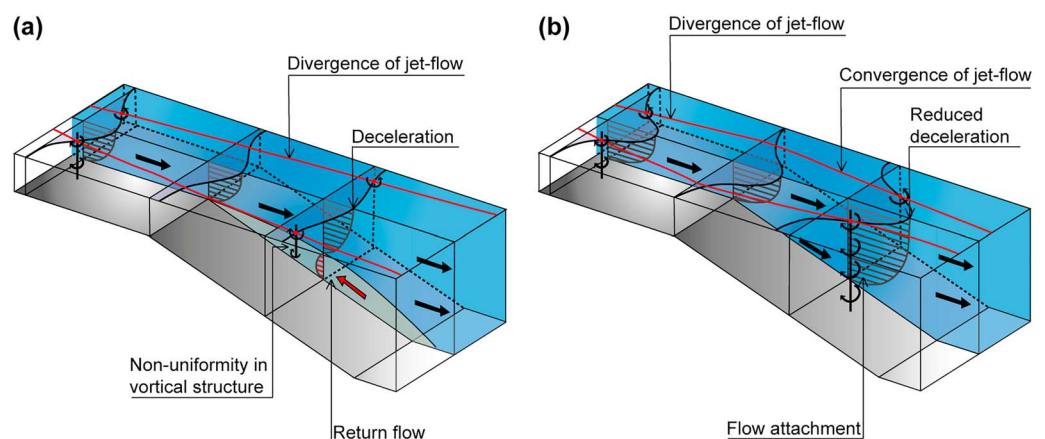 (a)
Divergence of jet-flow
Deceleration
Non-uniformity in
vortical structure
Return flow
(b)
Divergence of jet-flow
Convergence of jet-flow
Reduced
deceleration
Flow attachment